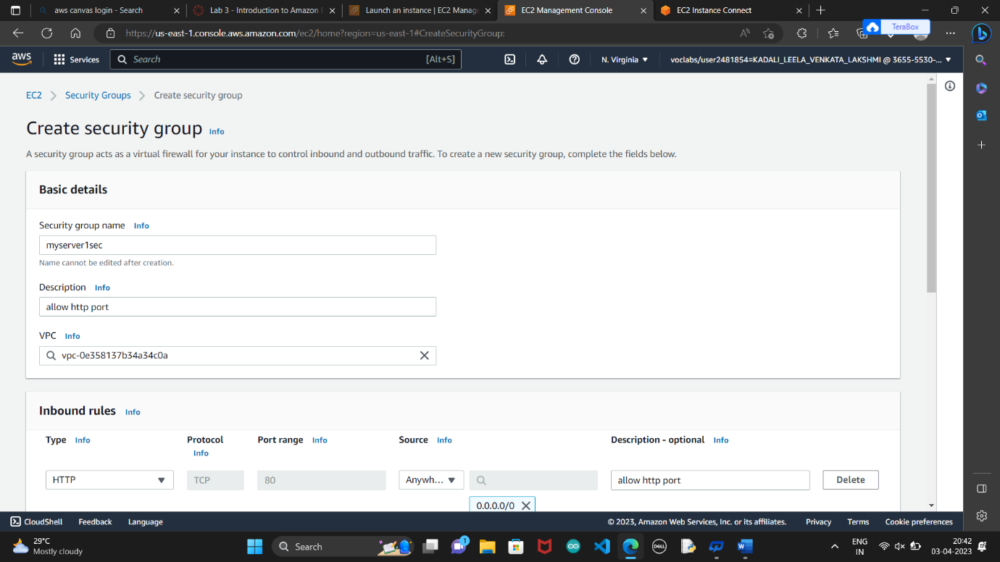 aws canvas login - Search
Lab 3 - Introduction to Amazon E
Launch an instance | EC2 Manage
EC2 Management Console
EC2 Instance Connect
https://us-east-1.console.aws.amazon.com/ec2/home?region=us-east-1#CreateSecurityGroup:
TeraBox
aws
Services
Search
[Alt+S]
N. Virginia
voclabs/user2481854=KADALI_LEELA_VENKATA_LAKSHMI @ 3655-5530-...
EC2 > Security Groups > Create security group
Create security group Info
A security group acts as a virtual firewall for your instance to control inbound and outbound traffic. To create a new security group, complete the fields below.
Basic details
Security group name Info
myserver1sec
Name cannot be edited after creation.
Description Info
allow http port
VPC Info
vpc-0e358137b34a34c0a
Inbound rules Info
Type Info Protocol Info Port range Info Source Info Description - optional Info
HTTP TCP 80 Anywh... allow http port Delete
0.0.0.0/0
CloudShell Feedback Language © 2023, Amazon Web Services, Inc. or its affiliates. Privacy Terms Cookie preferences
29°C
Mostly cloudy
Search
1
DELL
ENG
IN
20:42
03-04-2023